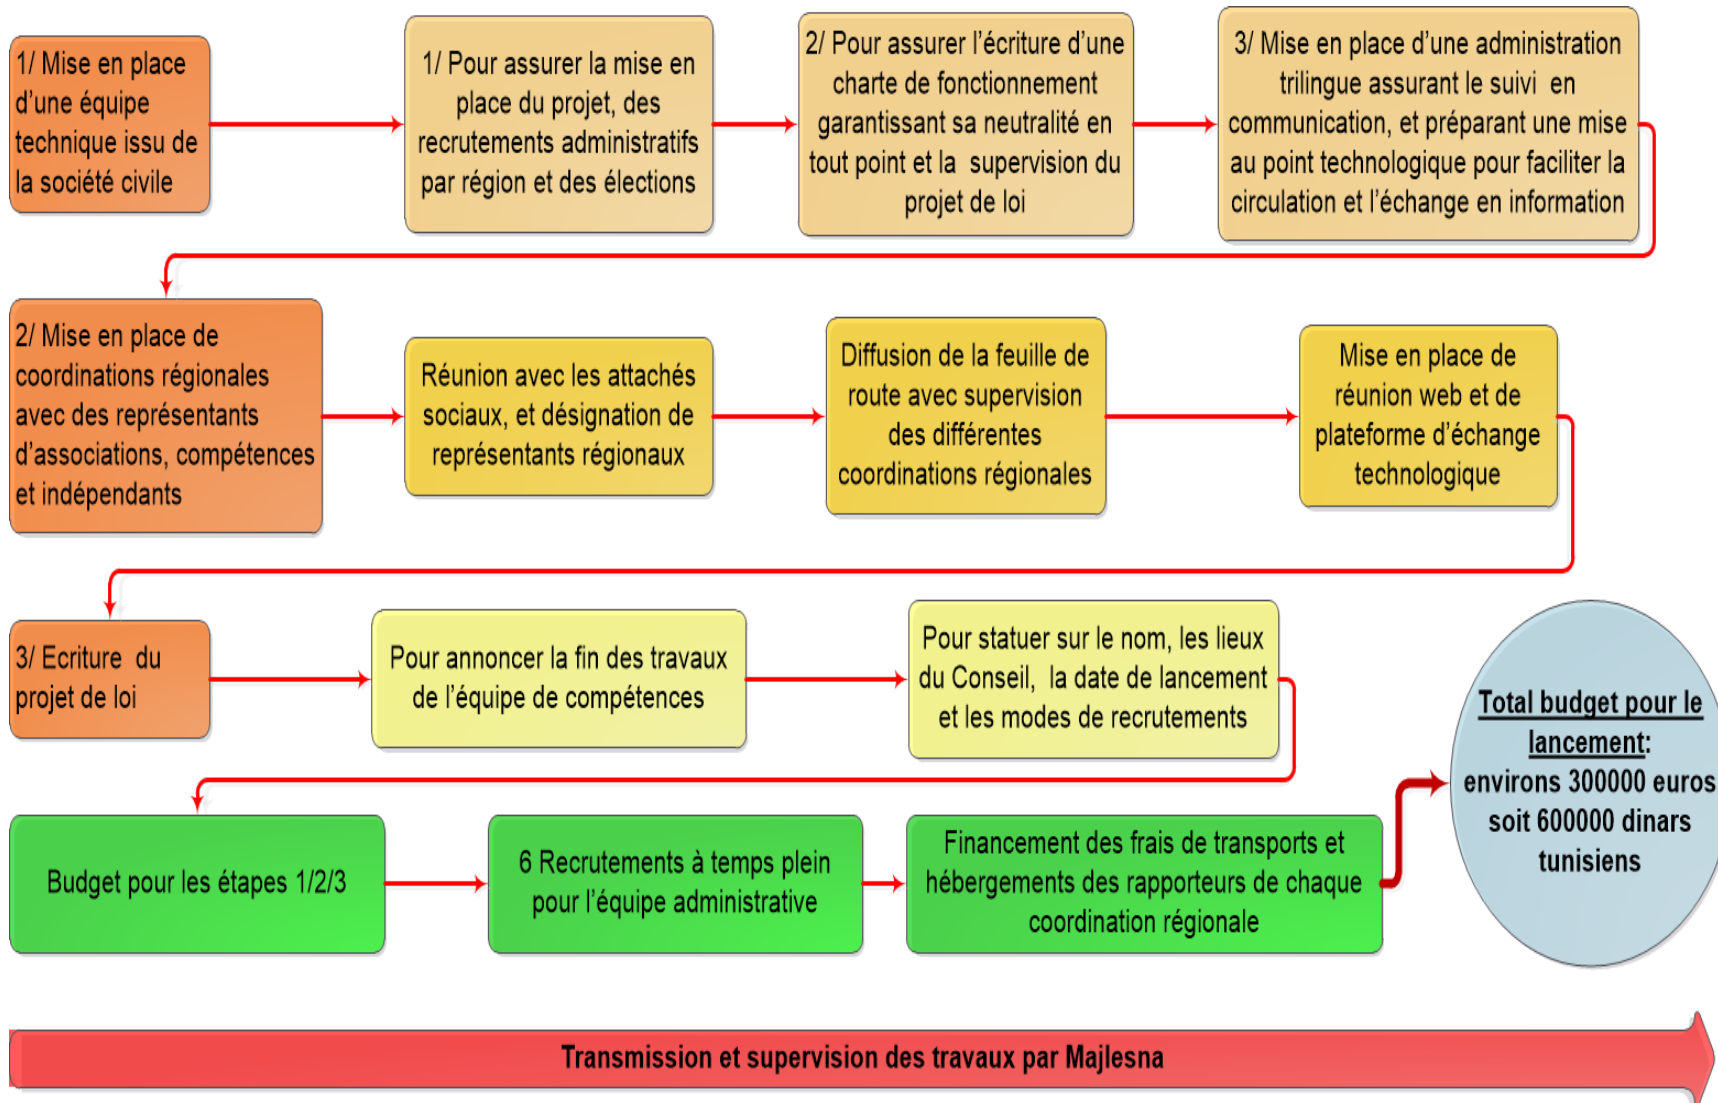 1/ Mise en place
d’une équipe
technique issu de
la société civile
1/ Pour assurer la mise en
place du projet, des
recrutements administratifs
par région et des élections
2/ Pour assurer l’écriture d’une
charte de fonctionnement
garantissant sa neutralité en
tout point et la supervision du
projet de loi
3/ Mise en place d’une administration
trilingue assurant le suivi en
communication, et préparant une mise
au point technologique pour faciliter la
circulation et l’échange en information
2/ Mise en place de
coordinations régionales
avec des représentants
d’associations, compétences
et indépendants
Réunion avec les attachés
sociaux, et désignation de
représentants régionaux
Diffusion de la feuille de
route avec supervision
des différentes
coordinations régionales
Mise en place de
réunion web et de
plateforme d’échange
technologique
3/ Ecriture du
projet de loi
Pour annoncer la fin des travaux
de l’équipe de compétences
Pour statuer sur le nom, les lieux
du Conseil, la date de lancement
et les modes de recrutements
Budget pour les étapes 1/2/3
6 Recrutements à temps plein
pour l’équipe administrative
Financement des frais de transports et
hébergements des rapporteurs de chaque
coordination régionale
Total budget pour le
lancement:
environs 300000 euros
soit 600000 dinars
tunisiens
Transmission et supervision des travaux par Majlesna